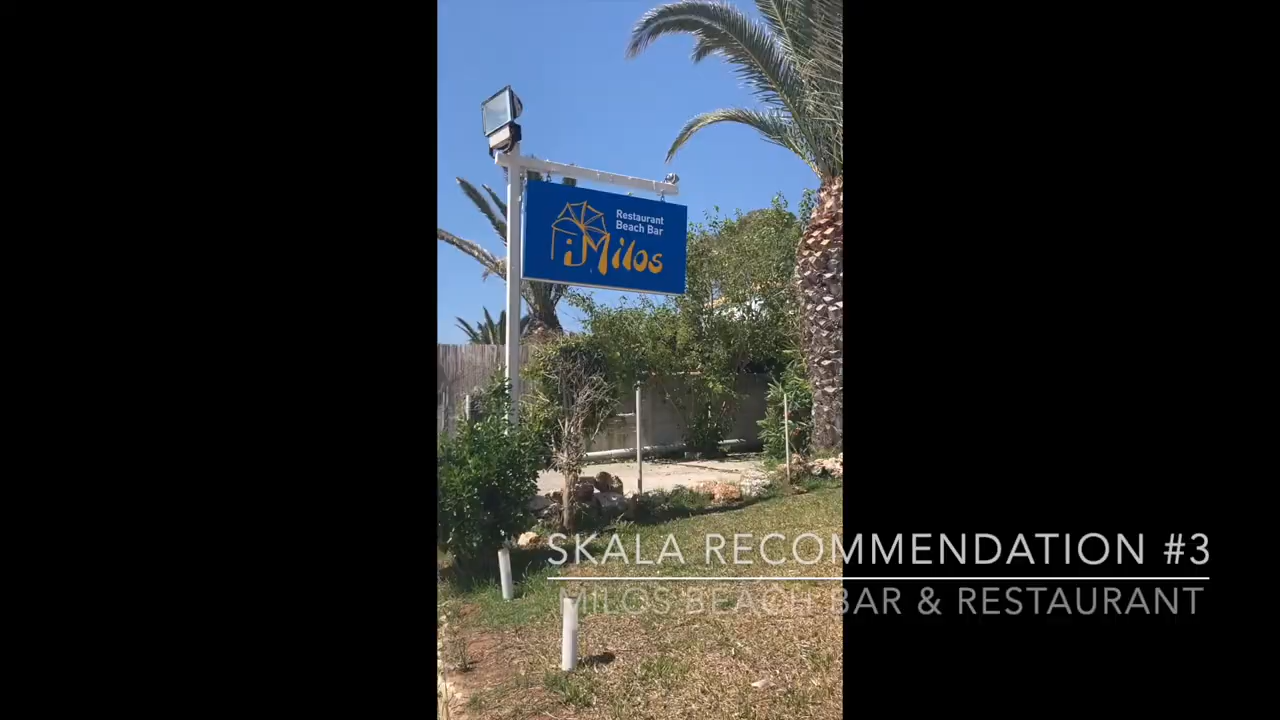 Restaurant
Beach Bar
Milos
SKALA RECOMMENDATION #3
MILOS BEACH BAR & RESTAURANT